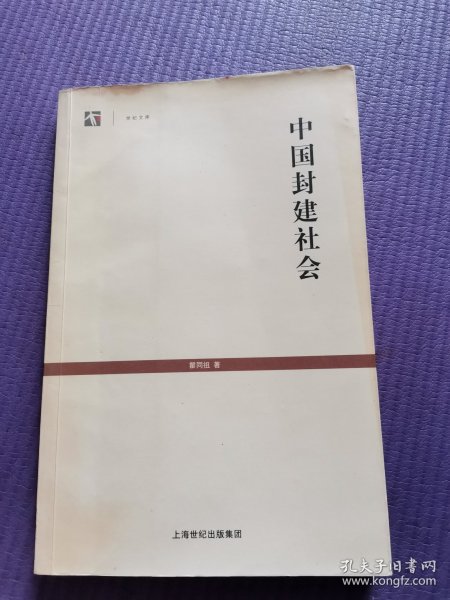 世纪文库
中国封建社会
瞿同祖 著
上海世纪出版集团
孔夫子旧书网
www.kongfz.com